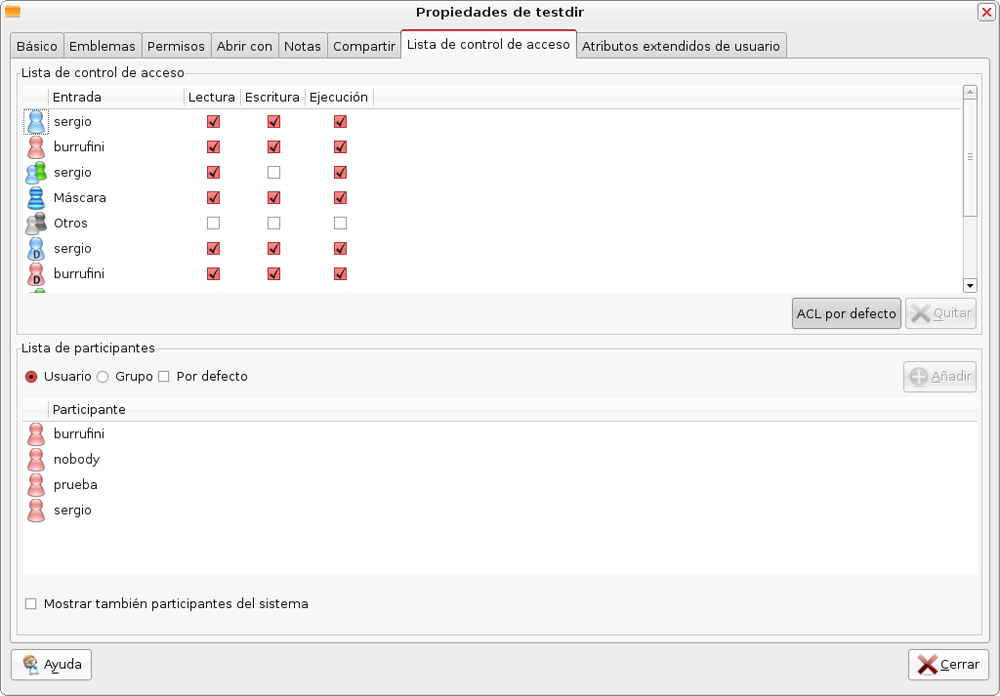 Propiedades de testdir
Básico Emblemas Permisos Abrir con Notas Compartir Lista de control de acceso Atributos extendidos de usuario
Lista de control de acceso
Entrada Lectura Escritura Ejecución
sergio
burrufini
sergio
Máscara
Otros
D sergio
D burrufini
ACL por defecto Quitar
Lista de participantes
Usuario Grupo Por defecto Añadir
Participante
burrufini
nobody
prueba
sergio
Mostrar también participantes del sistema
Ayuda Cerrar